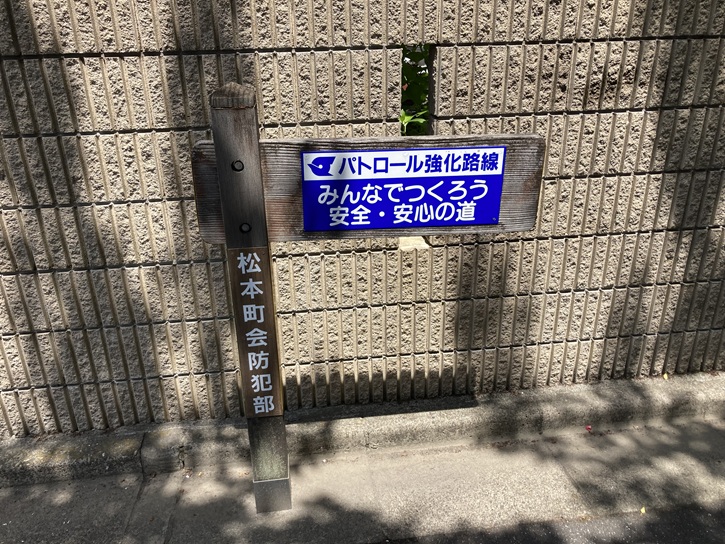 パトロール強化路線
みんなでつくろう
安全・安心の道
松本町会防犯部